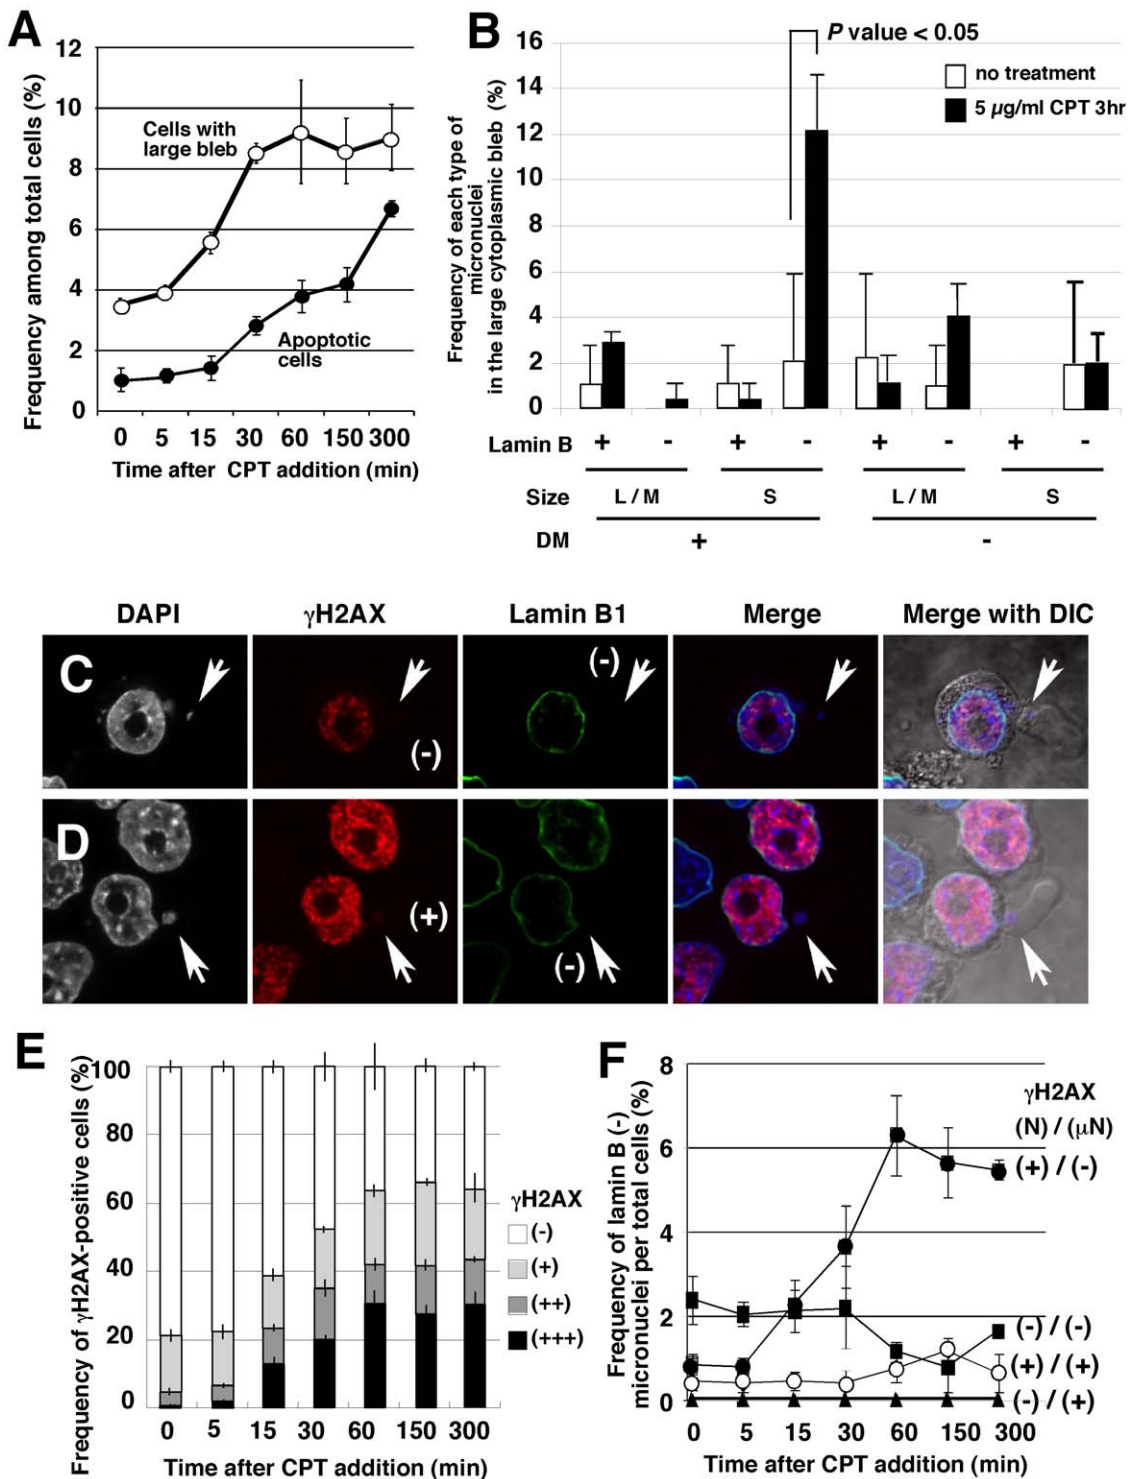 A
Frequency among total cells (%)
12
10
8
6
4
2
0
Cells with
large bleb
Apoptotic
cells
0 5 15 30 60 150 300
Time after CPT addition (min)
B
Frequency of each type of
micronuclei
in the large cytoplasmic bleb (%)
16
14
12
10
8
6
4
2
0
P value < 0.05
no treatment
5 µg/ml CPT 3hr
Lamin B + - + - + - + -
Size L / M S L / M S
DM + -
DAPI γH2AX Lamin B1 Merge Merge with DIC
C
(-)
(-)
D
(+)
(-)
E
Frequency of γH2AX-positive cells (%)
100
80
60
40
20
0
γH2AX
(-)
(+)
(++)
(+++)
0 5 15 30 60 150 300
Time after CPT addition (min)
F
Frequency of lamin B (-)
micronuclei per total cells (%)
8
6
4
2
0
γH2AX
(N) / (µN)
(+) / (-)
(-) / (-)
(+) / (+)
(-) / (+)
0 5 15 30 60 150 300
Time after CPT addition (min)